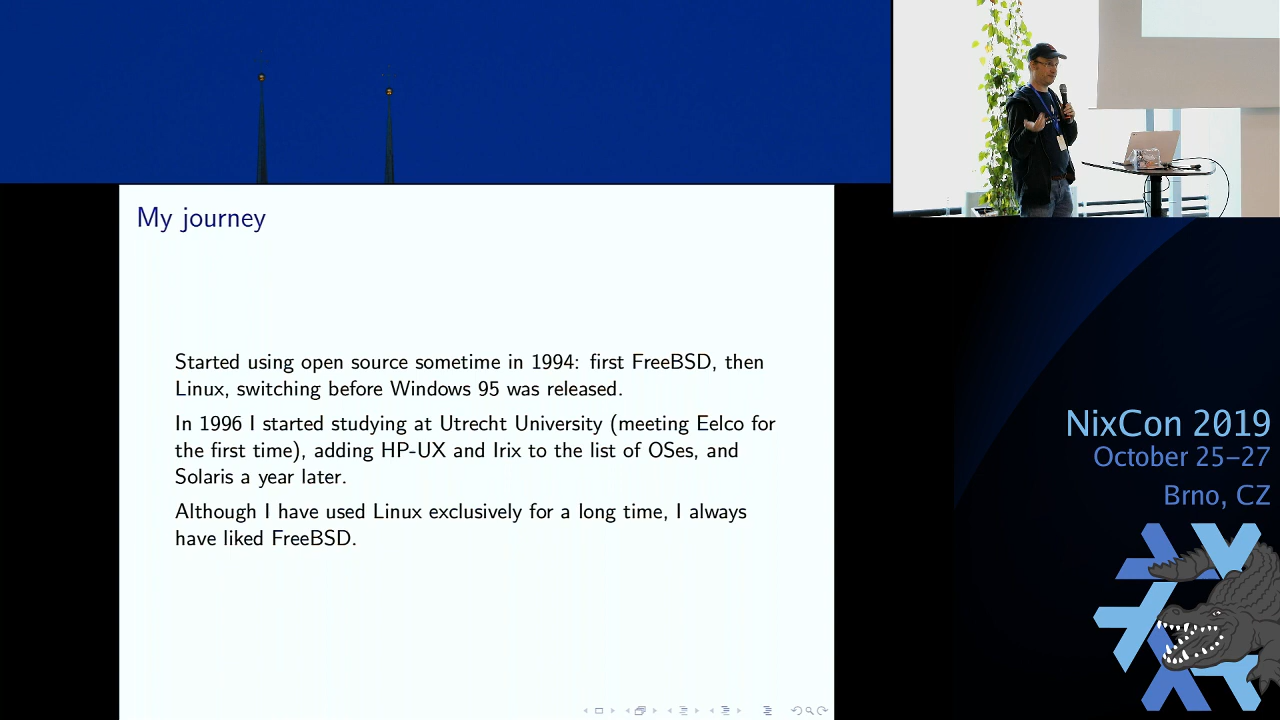 My journey
Started using open source sometime in 1994: first FreeBSD, then
Linux, switching before Windows 95 was released.
In 1996 I started studying at Utrecht University (meeting Eelco for
the first time), adding HP-UX and Irix to the list of OSes, and
Solaris a year later.
Although I have used Linux exclusively for a long time, I always
have liked FreeBSD.
NixCon 2019
October 25–27
Brno, CZ